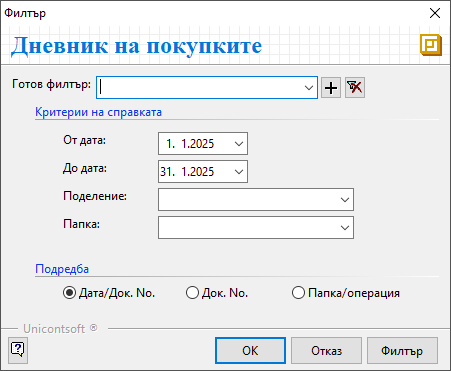 Филтър
Дневник на покупките
Готов филтър:
Критерии на справката
От дата: 1. 1.2025
До дата: 31. 1.2025
Поделение:
Папка:
Подредба
Дата/Док. No. Док. No. Папка/операция
Unicontsoft ®
? OK Отказ Филтър